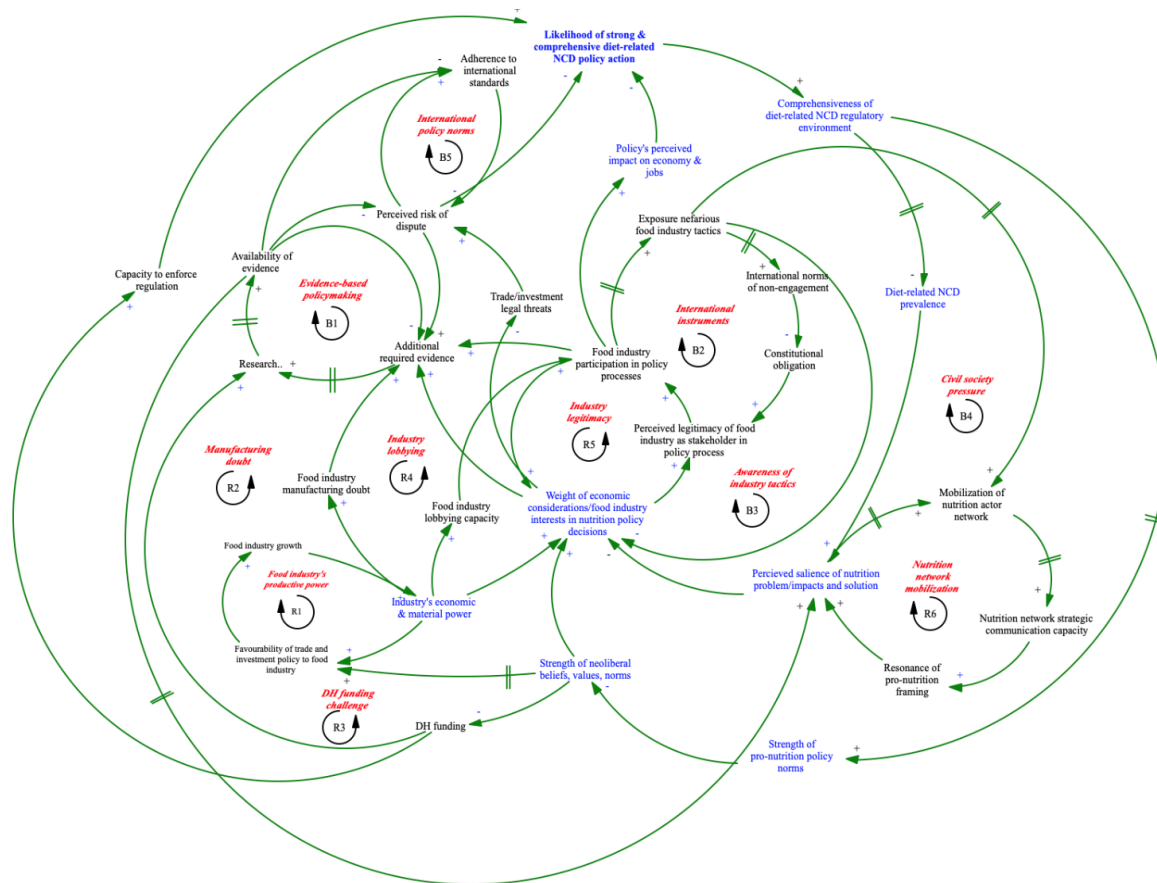 Likelihood of strong &
comprehensive diet-related
NCD policy action
Adherence to
international
standards
International
policy norms
B5
Comprehensiveness of
diet-related NCD regulatory
environment
Policy's perceived
impact on economy &
jobs
Perceived risk of
dispute
Exposure nefarious
food industry tactics
Availability of
evidence
Capacity to enforce
regulation
International norms
of non-engagement
Diet-related NCD
prevalence
Evidence-based
policymaking
B1
Trade/investment
legal threats
International
instruments
B2
Additional
required evidence
Food industry
participation in policy
processes
Constitutional
obligation
Research..
Civil society
pressure
B4
Industry
legitimacy
R5
Perceived legitimacy of food
industry as stakeholder in
policy process
Manufacturing
doubt
R2
Industry
lobbying
R4
Food industry
manufacturing doubt
Food industry
lobbying capacity
Awareness of
industry tactics
B3
Weight of economic
considerations/food industry
interests in nutrition policy
decisions
Mobilization of
nutrition actor
network
Food industry growth
Food industry's
productive power
R1
Industry's economic
& material power
Percieved salience of nutrition
problem/impacts and solution
Nutrition
network
mobilization
R6
Nutrition network strategic
communication capacity
Favourability of trade and
investment policy to food
industry
Strength of neoliberal
beliefs, values, norms
Resonance of
pro-nutrition
framing
DH funding
challenge
R3
DH funding
Strength of
pro-nutrition policy
norms